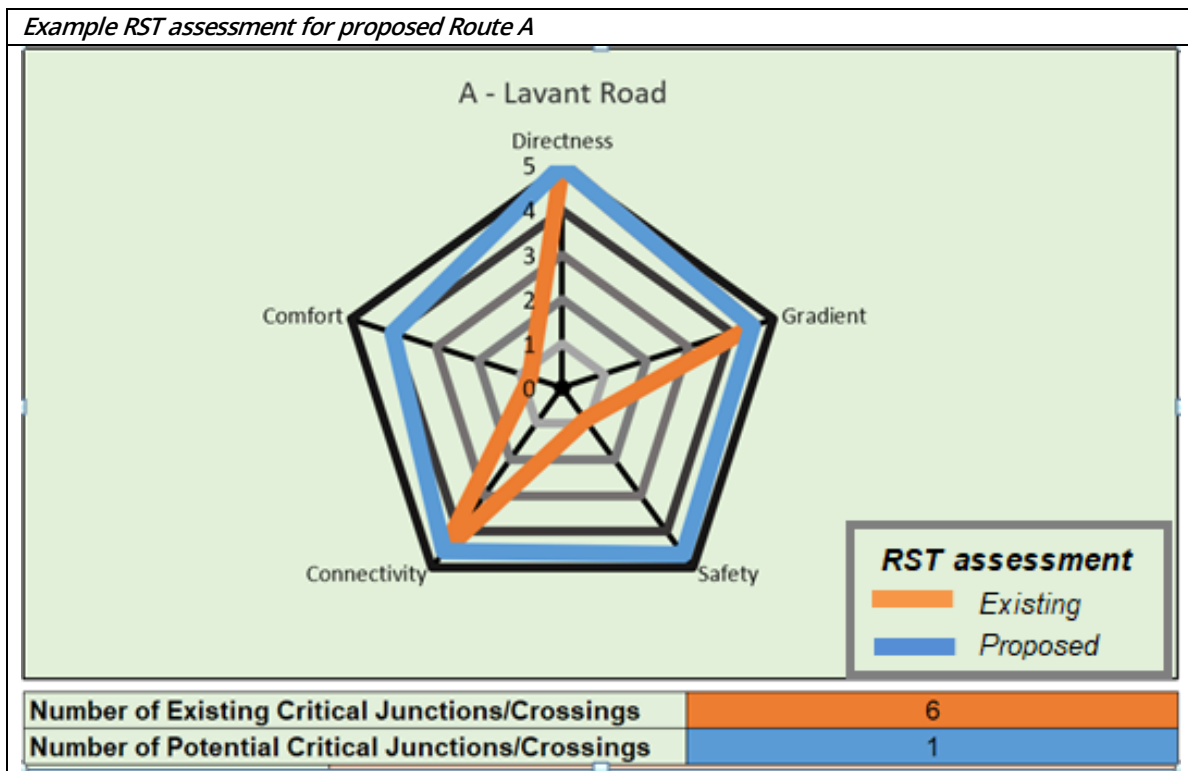 Example RST assessment for proposed Route A
A - Lavant Road
Directness
5
4
3
2
1
0
Comfort
Gradient
Connectivity
Safety
RST assessment
Existing
Proposed
Number of Existing Critical Junctions/Crossings 6
Number of Potential Critical Junctions/Crossings 1